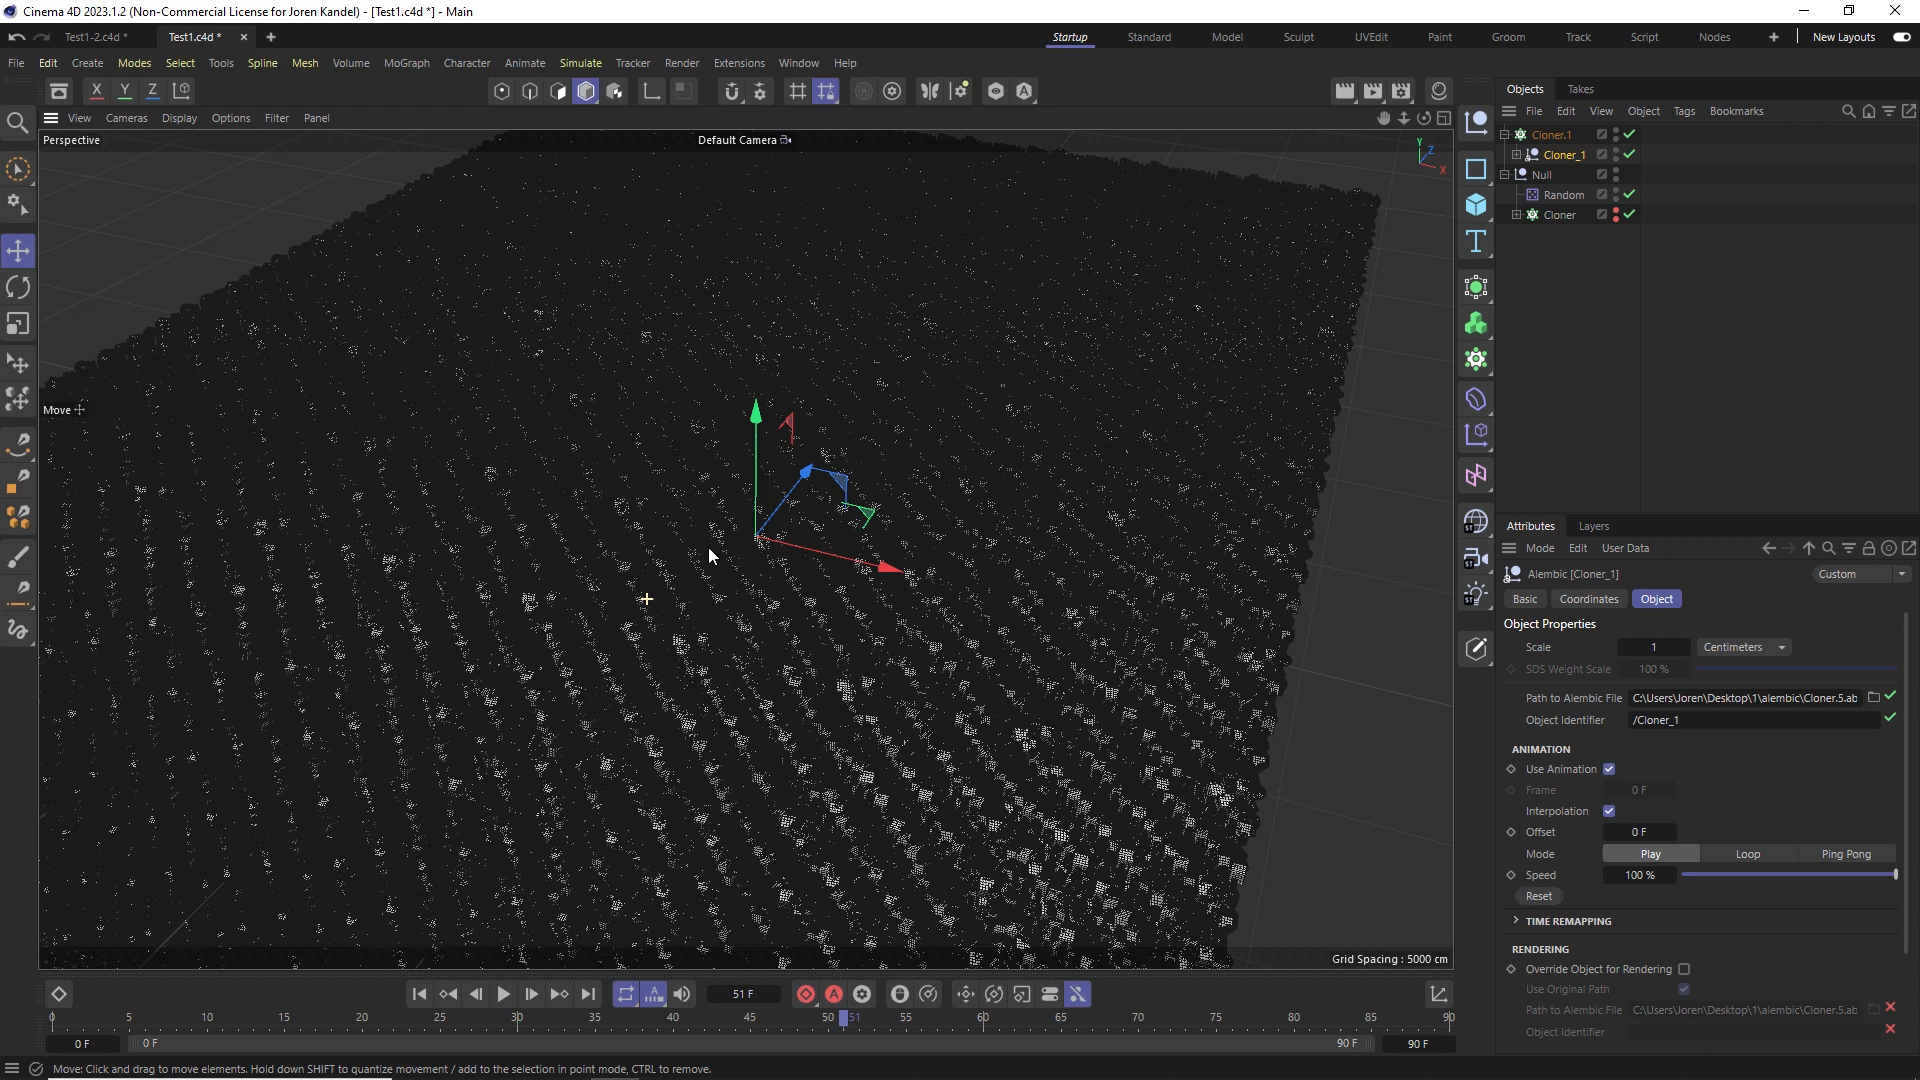 Cinema 4D 2023.1.2 (Non-Commercial License for Joren Kandel) - [Test1.c4d *] - Main
Test1-2.c4d *
Test1.c4d *
Startup
Standard
Model
Sculpt
UVEdit
Paint
Groom
Track
Script
Nodes
New Layouts
File Edit Create Modes Select Tools Spline Mesh Volume MoGraph Character Animate Simulate Tracker Render Extensions Window Help
X Y Z
View Cameras Display Options Filter Panel
Perspective
Default Camera
Y
Z
X
Move
Grid Spacing : 5000 cm
Objects Takes
File Edit View Object Tags Bookmarks
Cloner.1
Cloner_1
Null
Random
Cloner
Attributes Layers
Mode Edit User Data
Alembic [Cloner_1]
Custom
Basic Coordinates Object
Object Properties
Scale 1 Centimeters
SDS Weight Scale 100 %
Path to Alembic File C:\Users\Joren\Desktop\1\alembic\Cloner.5.ab
Object Identifier /Cloner_1
ANIMATION
Use Animation
Frame 0 F
Interpolation
Offset 0 F
Mode Play Loop Ping Pong
Speed 100 %
Reset
TIME REMAPPING
RENDERING
Override Object for Rendering
Use Original Path
Path to Alembic File C:\Users\Joren\Desktop\1\alembic\Cloner.5.ab
Object Identifier
51 F
0 5 10 15 20 25 30 35 40 45 50 51 55 60 65 70 75 80 85 90
0 F 0 F 90 F 90 F
Move: Click and drag to move elements. Hold down SHIFT to quantize movement / add to the selection in point mode, CTRL to remove.